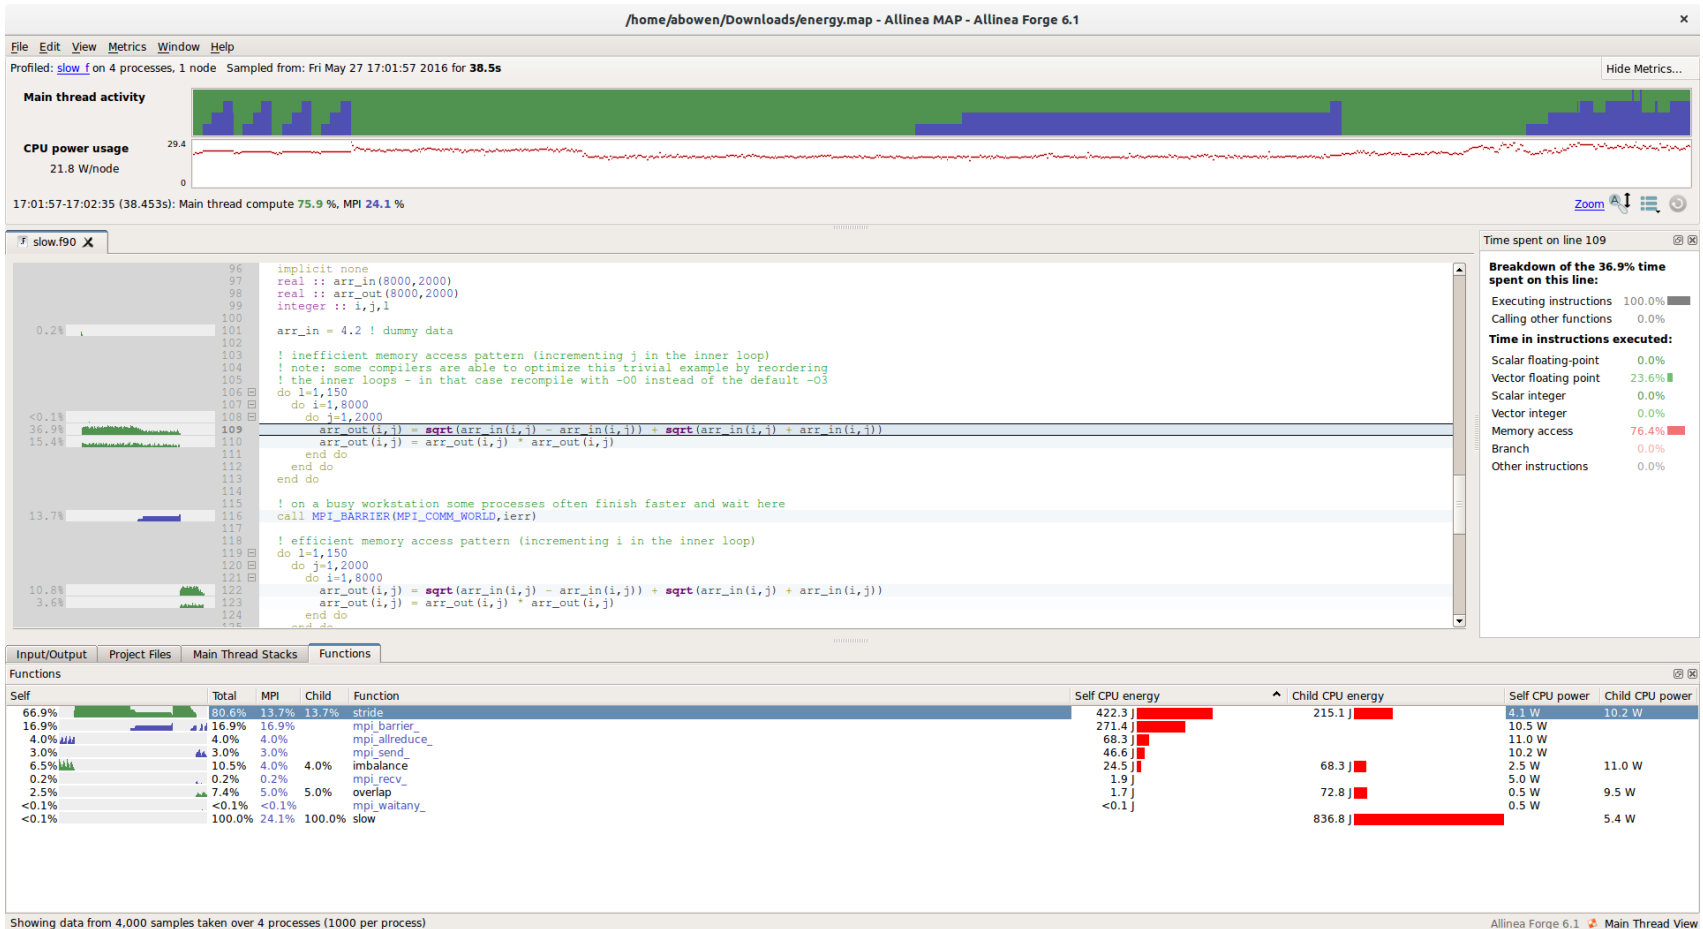 /home/abowen/Downloads/energy.map - Allinea MAP - Allinea Forge 6.1
File Edit View Metrics Window Help
Profiled: slow_f on 4 processes, 1 node Sampled from: Fri May 27 17:01:57 2016 for 38.5s
Hide Metrics...
Main thread activity
CPU power usage
21.8 W/node
29.4
0
17:01:57-17:02:35 (38.453s): Main thread compute 75.9 %, MPI 24.1 %
Zoom
slow.f90
96 implicit none
97 real :: arr_in(8000,2000)
98 real :: arr_out(8000,2000)
99 integer :: i,j,l
100
0.2% 101 arr_in = 4.2 ! dummy data
102
103 ! inefficient memory access pattern (incrementing j in the inner loop)
104 ! note: some compilers are able to optimize this trivial example by reordering
105 ! the inner loops - in that case recompile with -O0 instead of the default -O3
106 do l=1,150
107 do i=1,8000
<0.1% 108 do j=1,2000
36.9% 109 arr_out(i,j) = sqrt(arr_in(i,j) - arr_in(i,j)) + sqrt(arr_in(i,j) + arr_in(i,j))
15.4% 110 arr_out(i,j) = arr_out(i,j) * arr_out(i,j)
111 end do
112 end do
113 end do
114
115 ! on a busy workstation some processes often finish faster and wait here
13.7% 116 call MPI_BARRIER(MPI_COMM_WORLD,ierr)
117
118 ! efficient memory access pattern (incrementing i in the inner loop)
119 do l=1,150
120 do j=1,2000
121 do i=1,8000
10.8% 122 arr_out(i,j) = sqrt(arr_in(i,j) - arr_in(i,j)) + sqrt(arr_in(i,j) + arr_in(i,j))
3.6% 123 arr_out(i,j) = arr_out(i,j) * arr_out(i,j)
124 end do
125 end do
Time spent on line 109
Breakdown of the 36.9% time
spent on this line:
Executing instructions 100.0%
Calling other functions 0.0%
Time in instructions executed:
Scalar floating-point 0.0%
Vector floating point 23.6%
Scalar integer 0.0%
Vector integer 0.0%
Memory access 76.4%
Branch 0.0%
Other instructions 0.0%
Input/Output Project Files Main Thread Stacks Functions
Functions
Self Total MPI Child Function Self CPU energy Child CPU energy Self CPU power Child CPU power
66.9% 80.6% 13.7% 13.7% stride 422.3 J 215.1 J 4.1 W 10.2 W
16.9% 16.9% 16.9% mpi_barrier_ 271.4 J 10.5 W
4.0% 4.0% 4.0% mpi_allreduce_ 68.3 J 11.0 W
3.0% 3.0% 3.0% mpi_send_ 46.6 J 10.2 W
6.5% 10.5% 4.0% 4.0% imbalance 24.5 J 68.3 J 2.5 W 11.0 W
0.2% 0.2% 0.2% mpi_recv_ 1.9 J 5.0 W
2.5% 7.4% 5.0% 5.0% overlap 1.7 J 72.8 J 0.5 W 9.5 W
<0.1% <0.1% <0.1% mpi_waitany_ <0.1 J 0.5 W
<0.1% 100.0% 24.1% 100.0% slow 836.8 J 5.4 W
Showing data from 4,000 samples taken over 4 processes (1000 per process)
Allinea Forge 6.1 Main Thread View